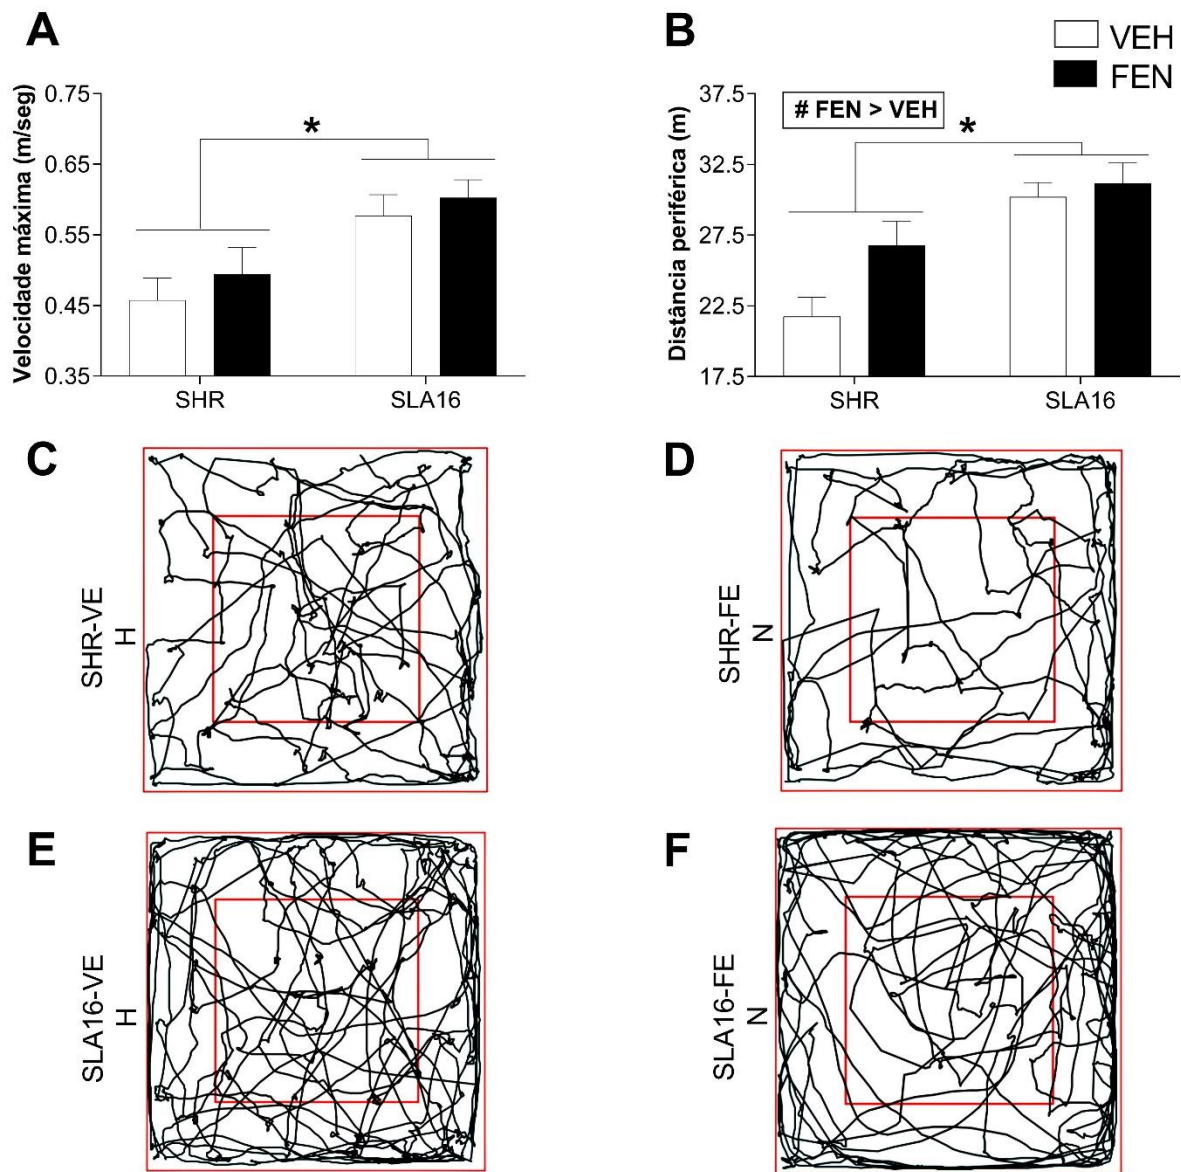 A
Velocidade máxima (m/seg)
0.75
0.65
0.55
0.45
0.35
*
SHR
SLA16
B
VEH
FEN
Distância periférica (m)
37.5
32.5
27.5
22.5
17.5
# FEN > VEH
*
SHR
SLA16
C
SHR-VE
H
D
SHR-FE
N
E
SLA16-VE
H
F
SLA16-FE
N